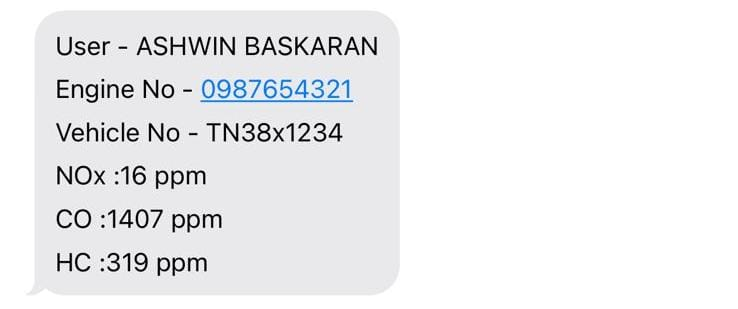 User - ASHWIN BASKARAN
Engine No - 0987654321
Vehicle No - TN38x1234
NOx :16 ppm
CO :1407 ppm
HC :319 ppm